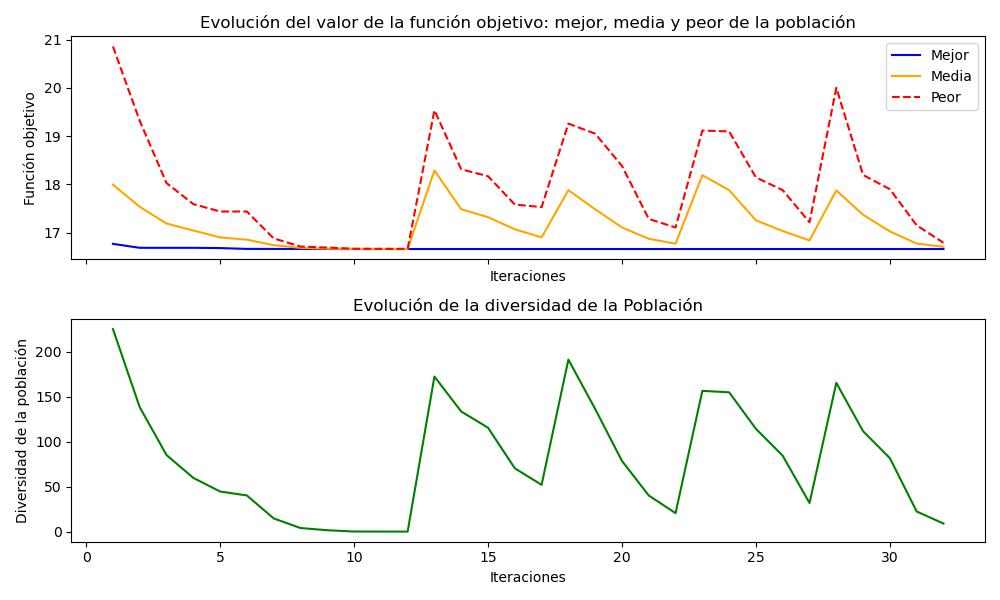 Evolución del valor de la función objetivo: mejor, media y peor de la población
21
20
19
18
17
Función objetivo
Mejor
Media
Peor
Iteraciones
Evolución de la diversidad de la Población
200
150
100
50
0
Diversidad de la población
0 5 10 15 20 25 30
Iteraciones